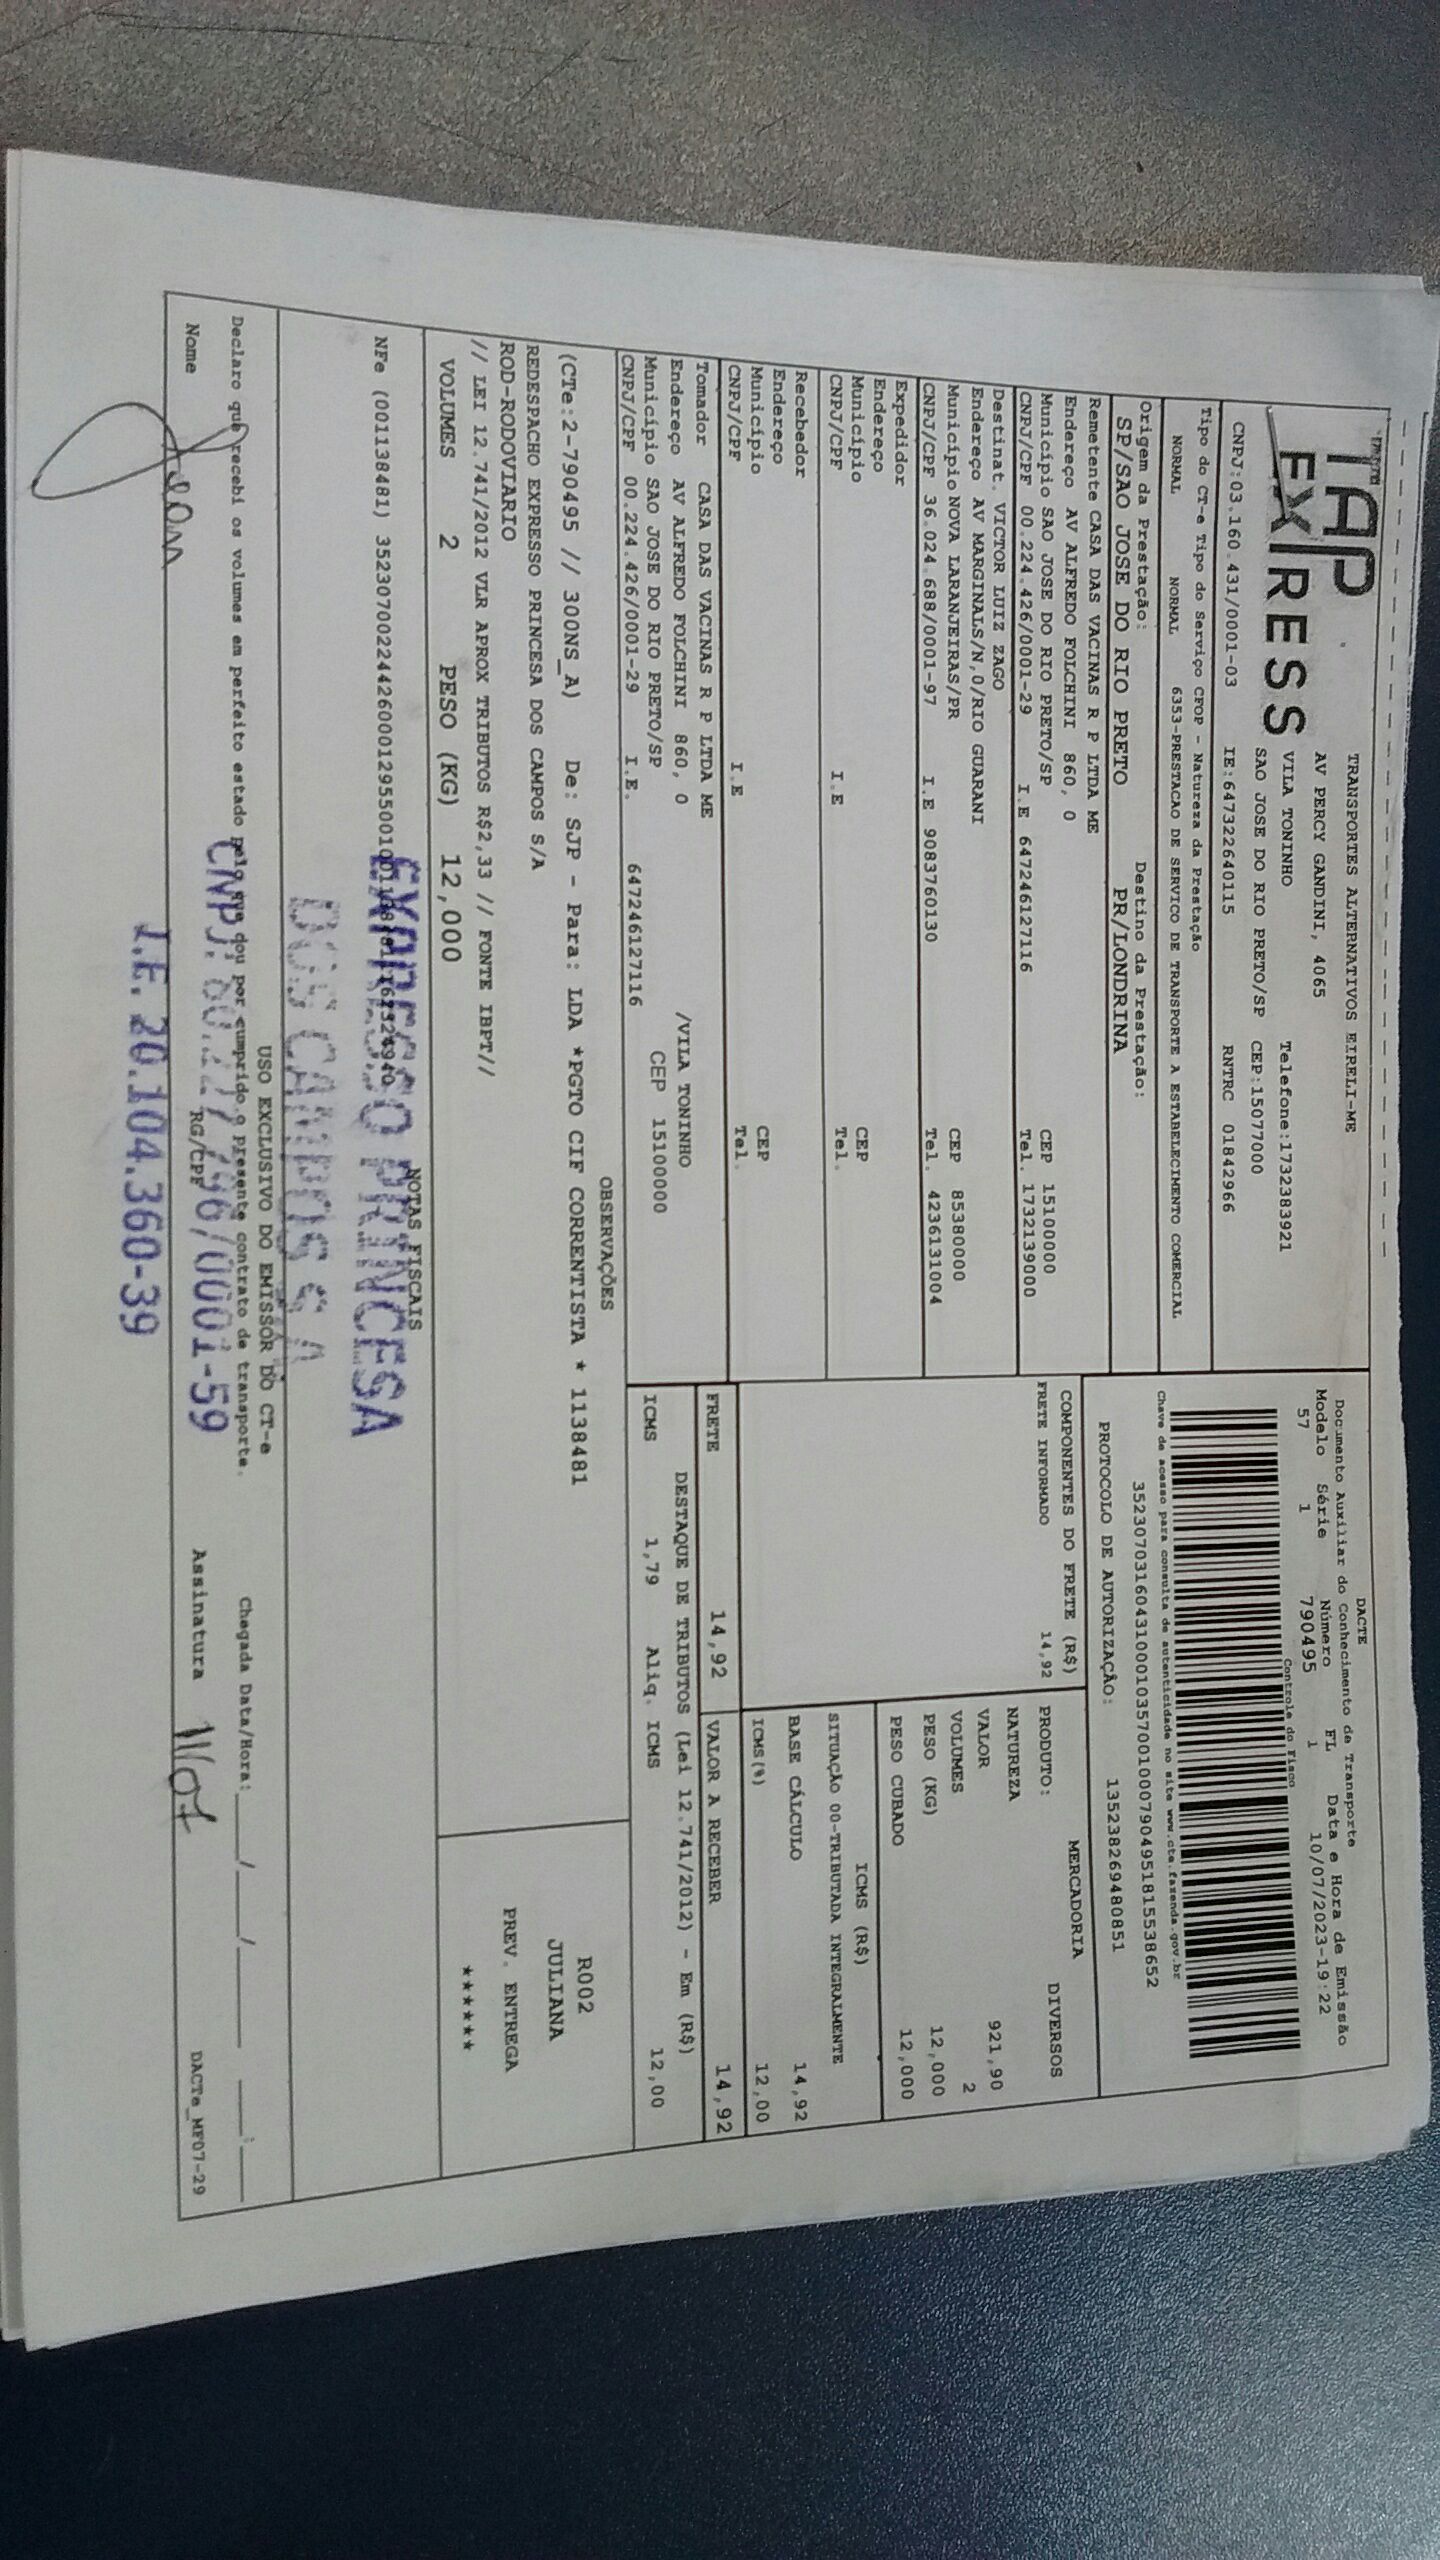 TAP
EXPRESS
TRANSPORTES ALTERNATIVOS EIRELI-ME
AV PERCY GANDINI, 4065
VILA TONINHO Telefone:1732383921
SAO JOSE DO RIO PRETO/SP CEP:15077000
CNPJ:03.160.431/0001-03 IE:647322640115 RNTRC 01842966
DACTE
Documento Auxiliar do Conhecimento de Transporte
Modelo Série Número FL Data e Hora de Emissão
57 1 790495 1 10/07/2023-19:22
Controle do Fisco
Chave de acesso para consulta de autenticidade no site www.cte.fazenda.gov.br
35230703160431000103570010007904951815538652
PROTOCOLO DE AUTORIZAÇÃO: 135238269480851
Tipo do CT-e Tipo do Serviço CFOP - Natureza da Prestação
NORMAL NORMAL 6353-PRESTACAO DE SERVICO DE TRANSPORTE A ESTABELECIMENTO COMERCIAL
Origem da Prestação: Destino da Prestação:
SP/SAO JOSE DO RIO PRETO PR/LONDRINA
Remetente CASA DAS VACINAS R P LTDA ME
Endereço AV ALFREDO FOLCHINI 860, 0
Município SAO JOSE DO RIO PRETO/SP CEP 15100000
CNPJ/CPF 00.224.426/0001-29 I.E 647246127116 Tel. 1732139000
Destinat. VICTOR LUIZ ZAGO
Endereço AV MARGINALS/N,0/RIO GUARANI
Município NOVA LARANJEIRAS/PR CEP 85380000
CNPJ/CPF 36.024.688/0001-97 I.E 9083760130 Tel. 4236131004
Expedidor
Endereço
Município CEP
CNPJ/CPF I.E Tel.
Recebedor
Endereço
Município CEP
CNPJ/CPF I.E Tel.
Tomador CASA DAS VACINAS R P LTDA ME
Endereço AV ALFREDO FOLCHINI 860, 0 /VILA TONINHO
Município SAO JOSE DO RIO PRETO/SP CEP 15100000
CNPJ/CPF 00.224.426/0001-29 I.E. 647246127116
COMPONENTES DO FRETE (R$)
FRETE INFORMADO 14,92
MERCADORIA
PRODUTO: DIVERSOS
NATUREZA
VALOR 921,90
VOLUMES 2
PESO (KG) 12,000
PESO CUBADO 12,000
ICMS (R$)
SITUAÇÃO 00-TRIBUTADA INTEGRALMENTE
BASE CÁLCULO 14,92
ICMS(%) 12,00
FRETE 14,92 VALOR A RECEBER 14,92
DESTAQUE DE TRIBUTOS (Lei 12.741/2012) - Em (R$)
ICMS 1,79 Aliq. ICMS 12,00
OBSERVAÇÕES
(CTe:2-790495 // 300NS_A) De: SJP - Para: LDA *PGTO CIF CORRENTISTA * 1138481
REDESPACHO EXPRESSO PRINCESA DOS CAMPOS S/A
ROD-RODOVIARIO
// LEI 12.741/2012 VLR APROX TRIBUTOS R$2,33 // FONTE IBPT//
R002
JULIANA
PREV. ENTREGA
******
VOLUMES 2 PESO (KG) 12,000
NOTAS FISCAIS
NFe (001138481)
EXPRESSO PRINCESA
DOS CAMPOS S A
USO EXCLUSIVO DO EMISSOR DO CT-e
Declaro que recebi os volumes em perfeito estado pelo que dou por cumprido o presente contrato de transporte. Chegada Data/Hora:____/____/______ ____:____
Nome RG/CPF Assinatura 11/07 DACTe_MF07-29
Jean
CNPJ: /0001-59
I.E. 20.104.360-39